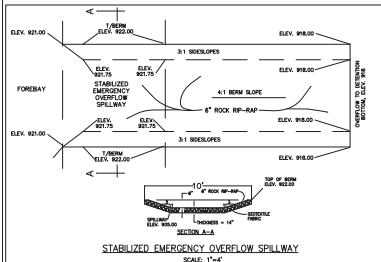 A
T/BERM
ELEV. 922.00
ELEV. 921.00
ELEV. 918.00
3:1 SIDESLOPES
ELEV.
921.75
ELEV.
921.75
ELEV. 918.00
FOREBAY
STABILIZED
EMERGENCY
OVERFLOW
SPILLWAY
4:1 BERM SLOPE
6" ROCK RIP-RAP
OVERFLOW TO DETENTION
BOTTOM, ELEV. 918
ELEV. 921.00
ELEV.
921.75
ELEV.
921.75
ELEV. 918.00
3:1 SIDESLOPES
T/BERM
ELEV. 922.00
ELEV. 918.00
A
10'
6"
6" ROCK RIP-RAP
TOP OF BERM
ELEV. 922.00
SPILLWAY
ELEV. 905.00
THICKNESS = 14"
GEOTEXTILE
FABRIC
SECTION A-A
STABILIZED EMERGENCY OVERFLOW SPILLWAY
SCALE: 1"=4'